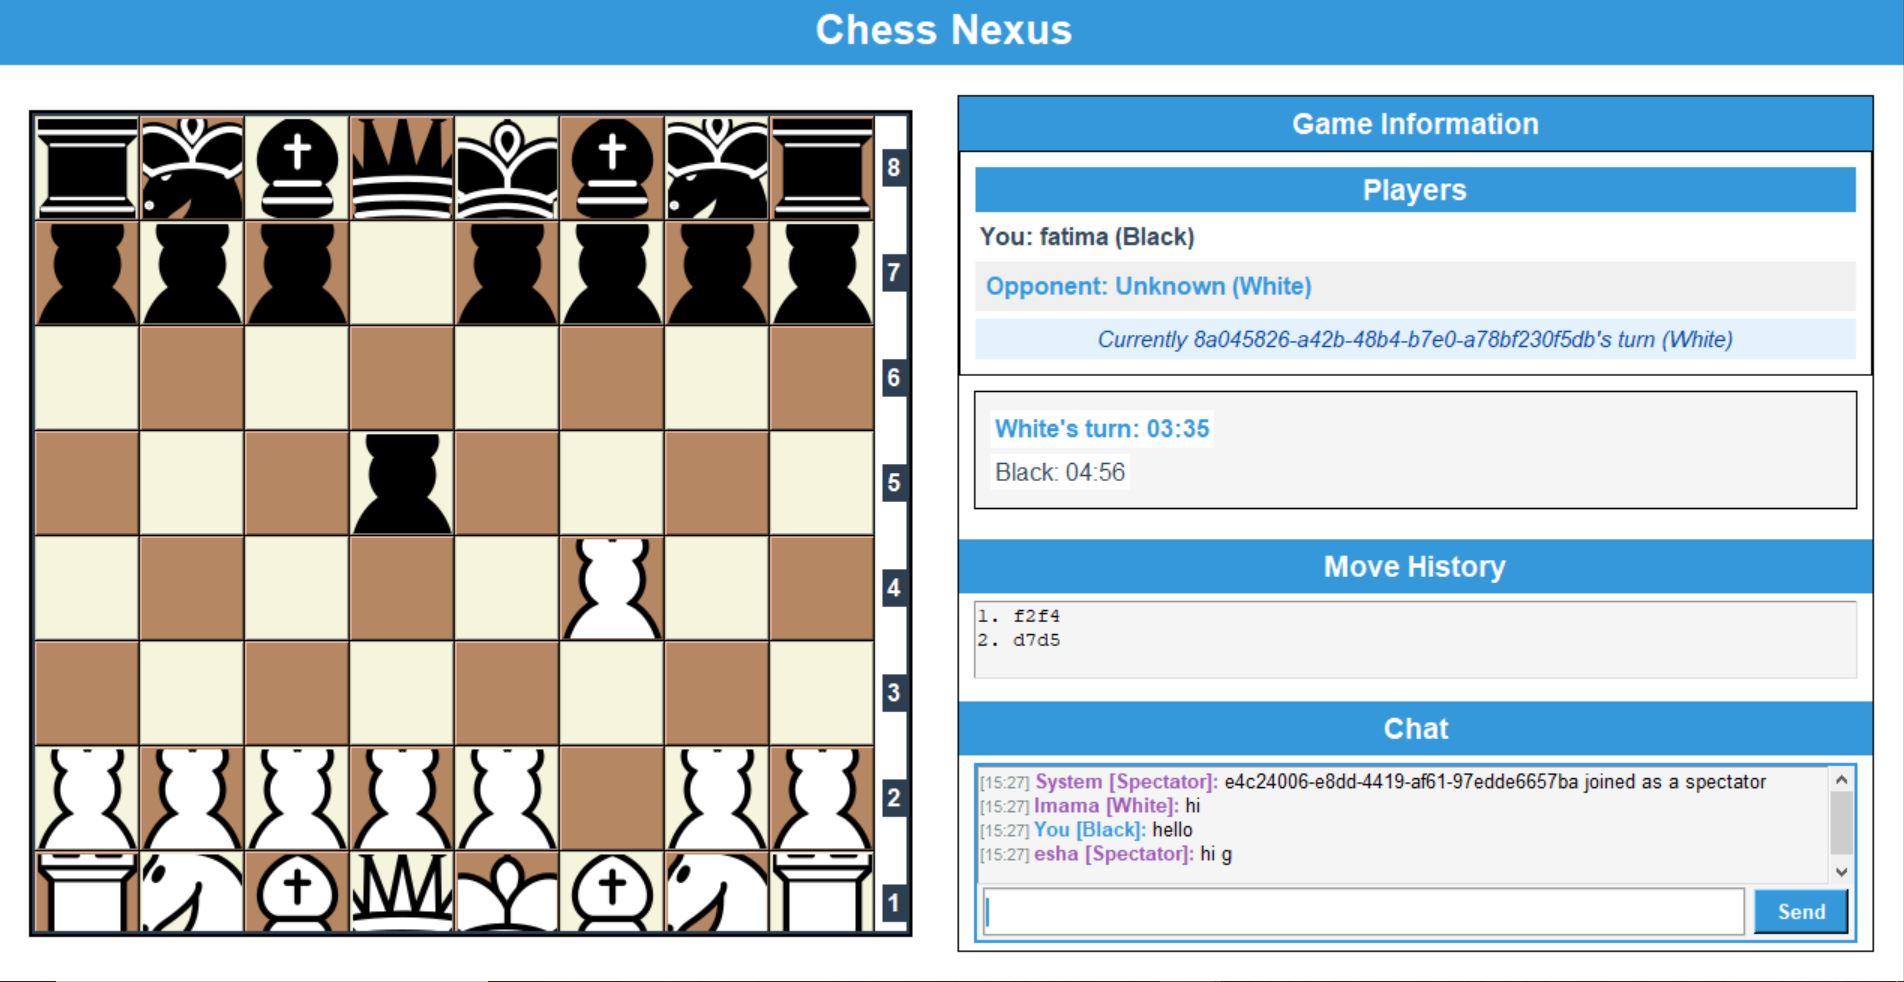 Chess Nexus
8
7
6
5
4
3
2
1
Game Information
Players
You: fatima (Black)
Opponent: Unknown (White)
Currently 8a045826-a42b-48b4-b7e0-a78bf230f5db's turn (White)
White's turn: 03:35
Black: 04:56
Move History
1. f2f4
2. d7d5
Chat
[15:27] System [Spectator]: e4c24006-e8dd-4419-af61-97edde6657ba joined as a spectator
[15:27] Imama [White]: hi
[15:27] You [Black]: hello
[15:27] esha [Spectator]: hi g
Send